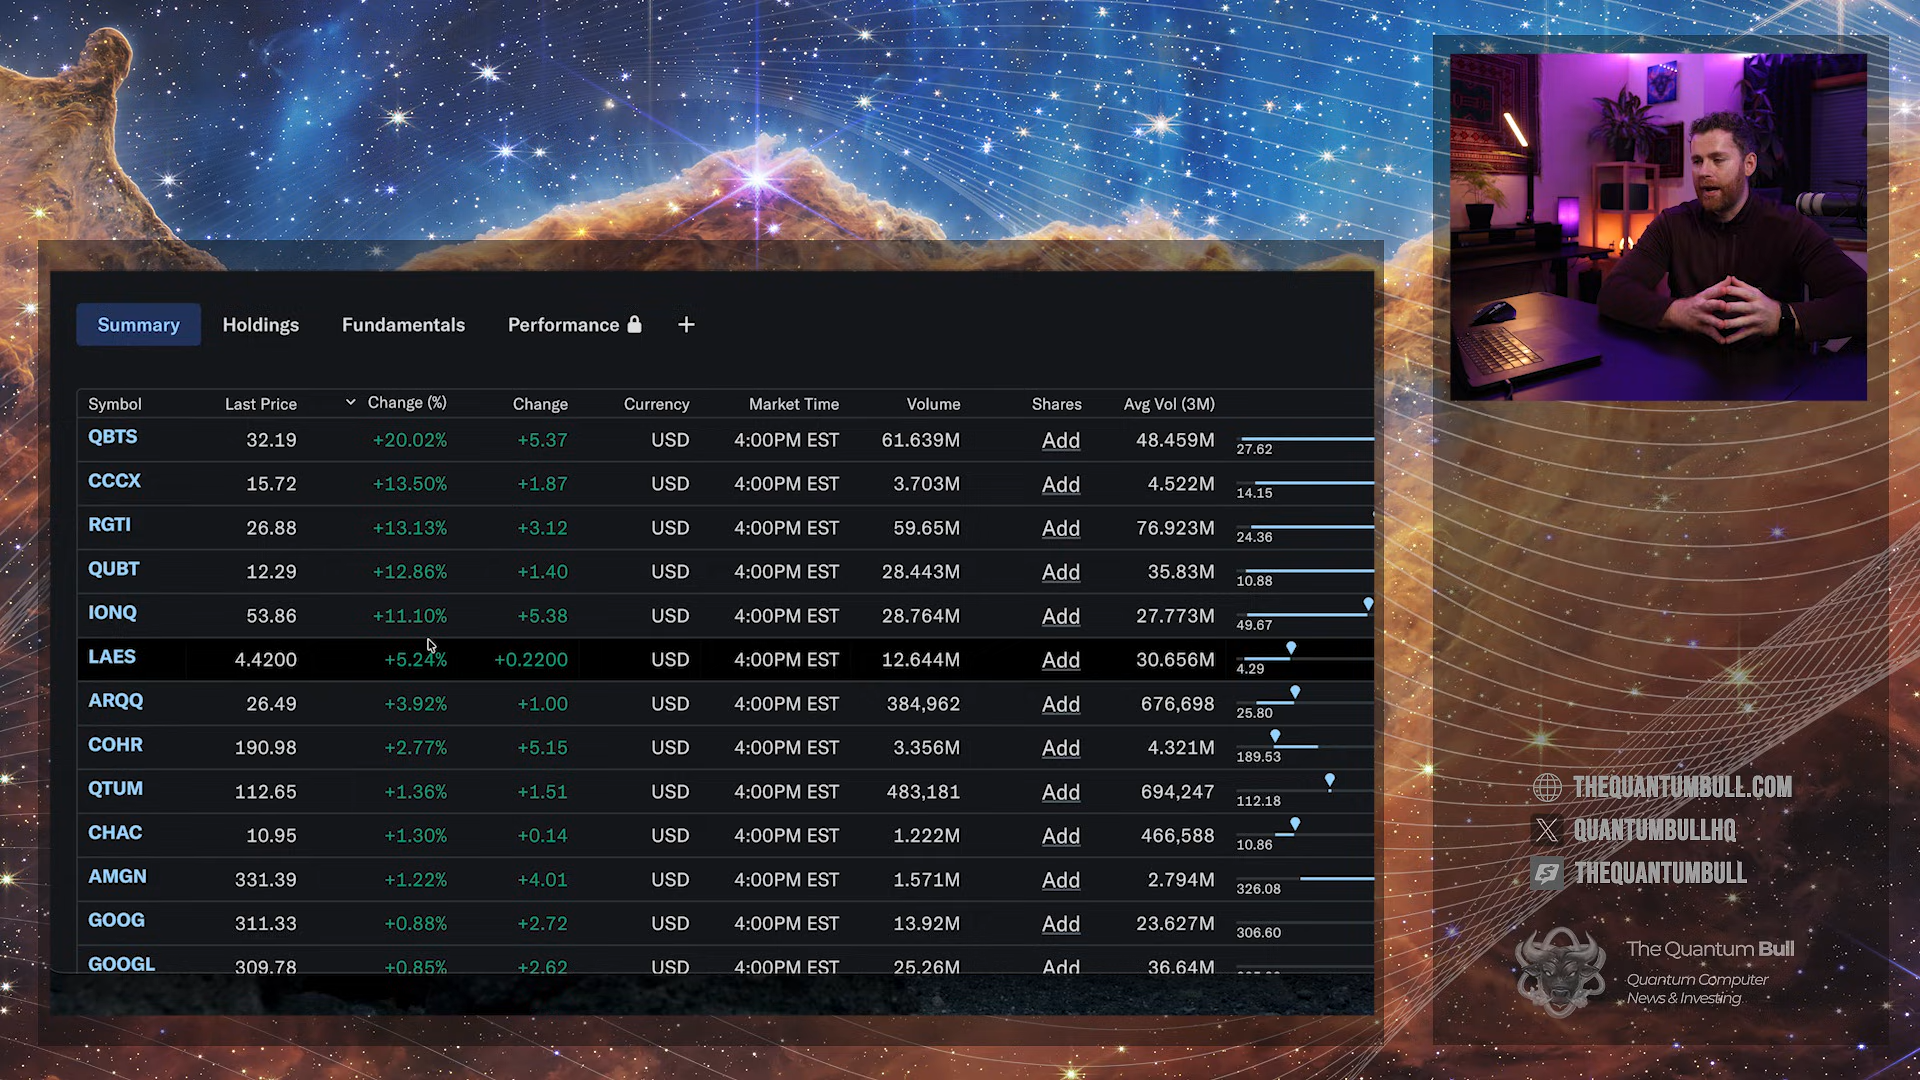 Summary Holdings Fundamentals Performance +
Symbol Last Price Change (%) Change Currency Market Time Volume Shares Avg Vol (3M)
QBTS 32.19 +20.02% +5.37 USD 4:00PM EST 61.639M Add 48.459M 27.62
CCCX 15.72 +13.50% +1.87 USD 4:00PM EST 3.703M Add 4.522M 14.15
RGTI 26.88 +13.13% +3.12 USD 4:00PM EST 59.65M Add 76.923M 24.36
QUBT 12.29 +12.86% +1.40 USD 4:00PM EST 28.443M Add 35.83M 10.88
IONQ 53.86 +11.10% +5.38 USD 4:00PM EST 28.764M Add 27.773M 49.67
LAES 4.4200 +5.24% +0.2200 USD 4:00PM EST 12.644M Add 30.656M 4.29
ARQQ 26.49 +3.92% +1.00 USD 4:00PM EST 384,962 Add 676,698 25.80
COHR 190.98 +2.77% +5.15 USD 4:00PM EST 3.356M Add 4.321M 189.53
QTUM 112.65 +1.36% +1.51 USD 4:00PM EST 483,181 Add 694,247 112.18
CHAC 10.95 +1.30% +0.14 USD 4:00PM EST 1.222M Add 466,588 10.86
AMGN 331.39 +1.22% +4.01 USD 4:00PM EST 1.571M Add 2.794M 326.08
GOOG 311.33 +0.88% +2.72 USD 4:00PM EST 13.92M Add 23.627M 306.60
GOOGL 309.78 +0.85% +2.62 USD 4:00PM EST 25.26M Add 36.64M
THEQUANTUMBULL.COM
QUANTUMBULLHQ
THEQUANTUMBULL
The Quantum Bull
Quantum Computer
News & Investing